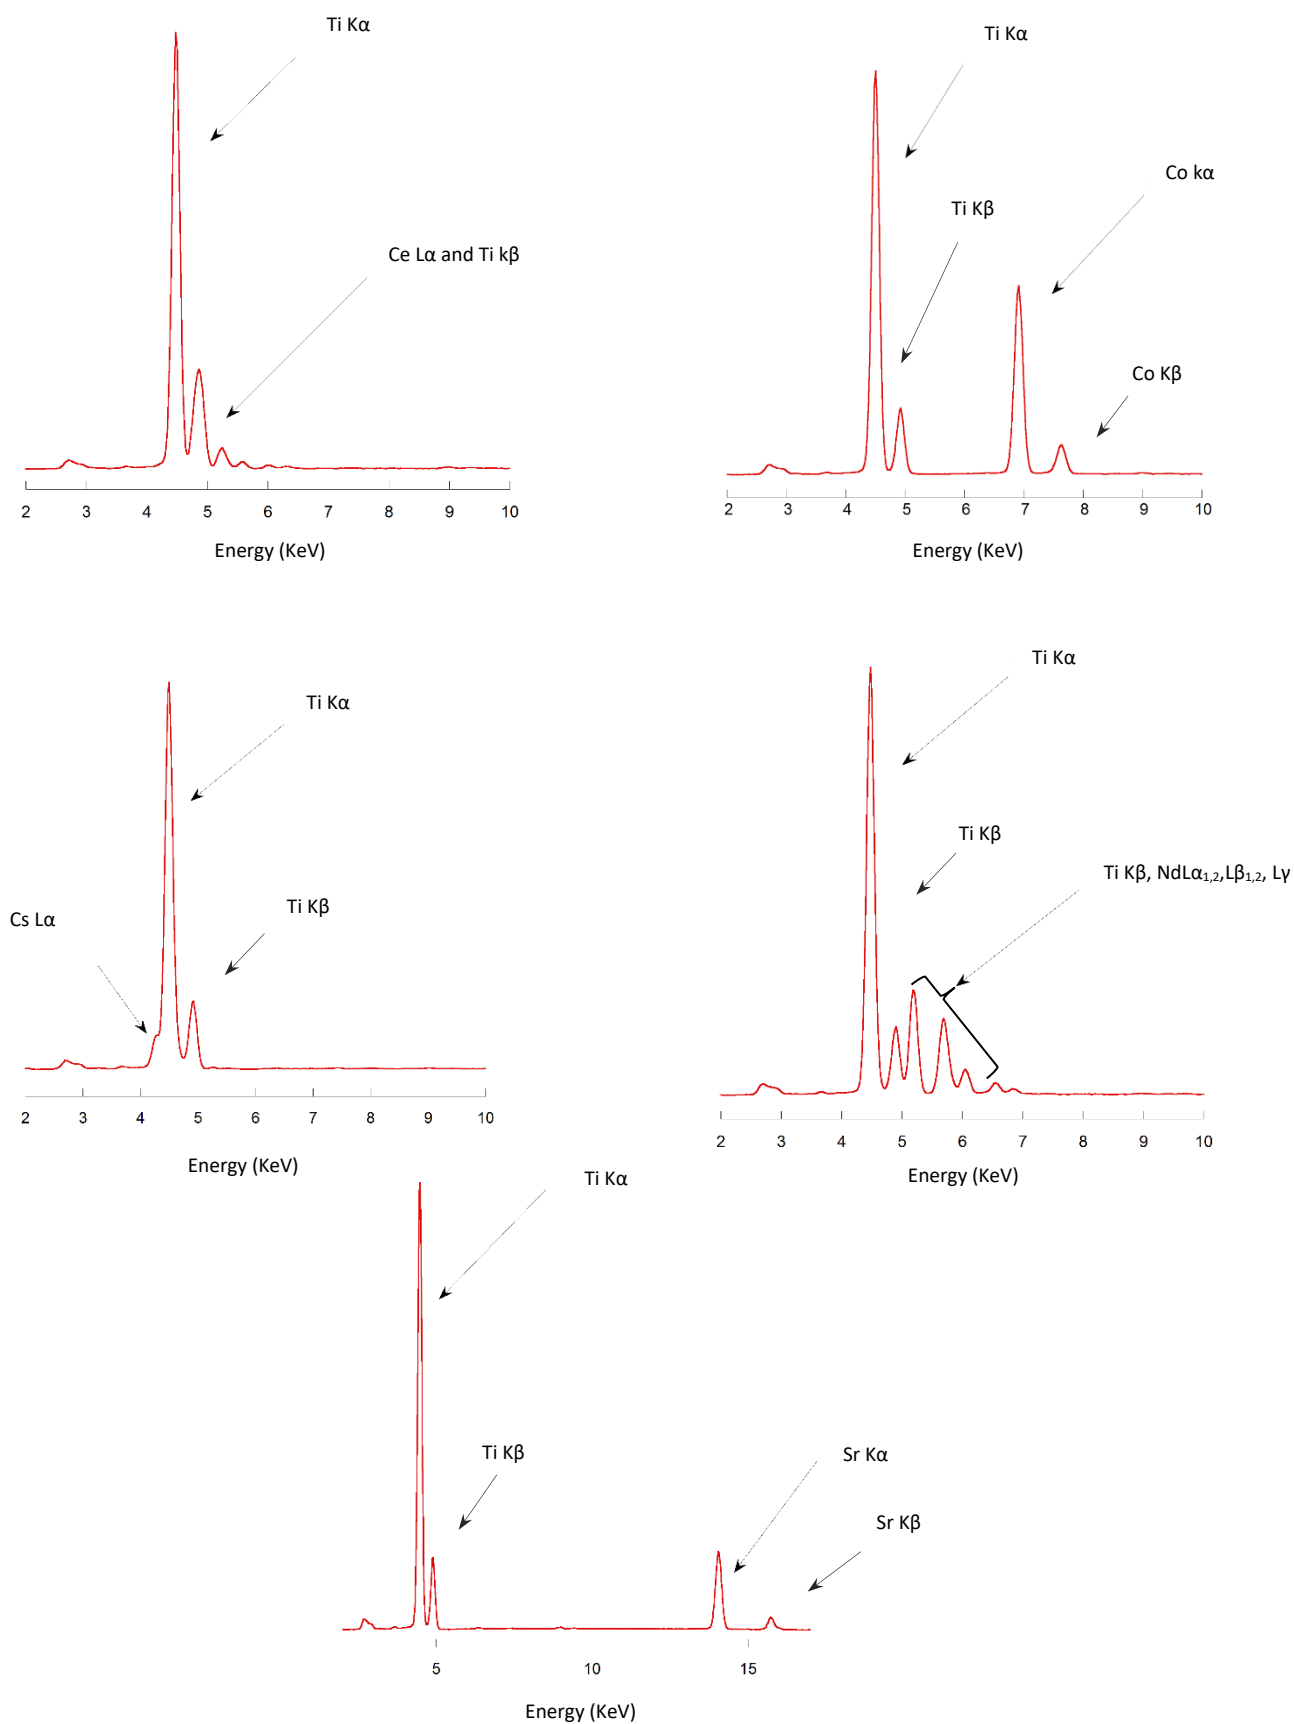 Ti Kα
Ce Lα and Ti kβ
2 3 4 5 6 7 8 9 10
Energy (KeV)
Ti Kα
Co kα
Ti Kβ
Co Kβ
2 3 4 5 6 7 8 9 10
Energy (KeV)
Ti Kα
Ti Kβ
Cs Lα
2 3 4 5 6 7 8 9 10
Energy (KeV)
Ti Kα
Ti Kβ
Ti Kβ, NdLα1,2,Lβ1,2, Lγ
2 3 4 5 6 7 8 9 10
Energy (KeV)
Ti Kα
Ti Kβ
Sr Kα
Sr Kβ
5 10 15
Energy (KeV)